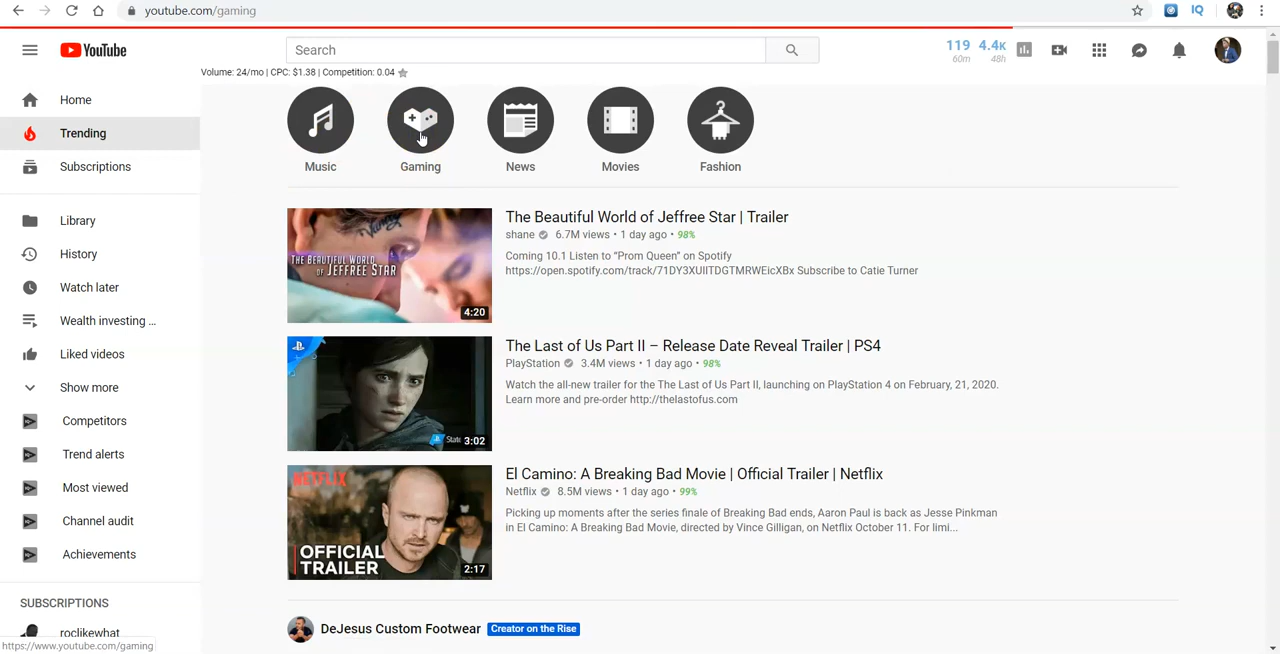 youtube.com/gaming
IQ
YouTube
Search
119 4.4K
60m 48h
Volume: 24/mo | CPC: $1.38 | Competition: 0.04
Home
Trending
Subscriptions
Library
History
Watch later
Wealth investing ...
Liked videos
Show more
Competitors
Trend alerts
Most viewed
Channel audit
Achievements
SUBSCRIPTIONS
roclikewhat
https://www.youtube.com/gaming
Music Gaming News Movies Fashion
THE BEAUTIFUL WORLD
OF JEFFREE STAR
4:20
The Beautiful World of Jeffree Star | Trailer
shane 6.7M views • 1 day ago • 98%
Coming 10.1 Listen to “Prom Queen” on Spotify
https://open.spotify.com/track/71DY3XUIITDGTMRWEicXBx Subscribe to Catie Turner
3:02
The Last of Us Part II – Release Date Reveal Trailer | PS4
PlayStation 3.4M views • 1 day ago • 98%
Watch the all-new trailer for the The Last of Us Part II, launching on PlayStation 4 on February, 21, 2020.
Learn more and pre-order http://thelastofus.com
NETFLIX
OFFICIAL
TRAILER
2:17
El Camino: A Breaking Bad Movie | Official Trailer | Netflix
Netflix 8.5M views • 1 day ago • 99%
Picking up moments after the series finale of Breaking Bad ends, Aaron Paul is back as Jesse Pinkman
in El Camino: A Breaking Bad Movie, directed by Vince Gilligan, on Netflix October 11. For limi...
DeJesus Custom Footwear Creator on the Rise